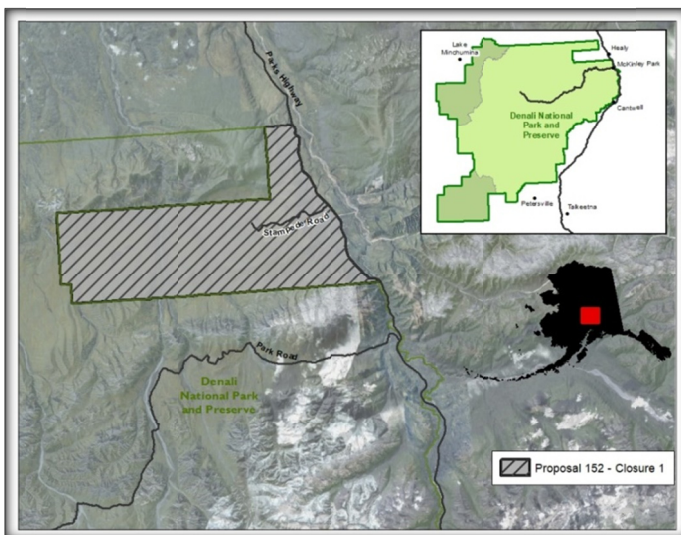 Parks Highway
Stampede Road
Park Road
Denali
National Park
and Preserve
Lake
Minchumina
Healy
McKinley Park
Cantwell
Denali National
Park and
Preserve
Petersville
Talkeetna
Proposal 152 - Closure 1